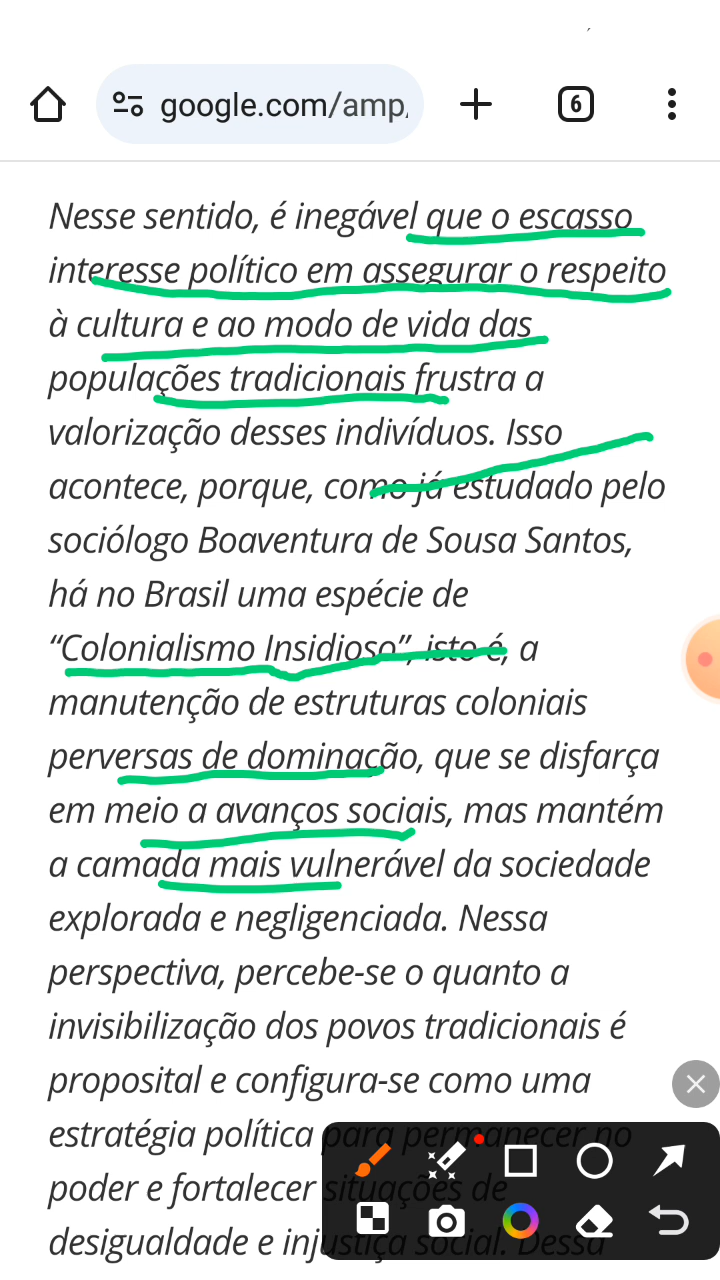 google.com/amp
6
Nesse sentido, é inegável que o escasso
interesse político em assegurar o respeito
à cultura e ao modo de vida das
populações tradicionais frustra a
valorização desses indivíduos. Isso
acontece, porque, como já estudado pelo
sociólogo Boaventura de Sousa Santos,
há no Brasil uma espécie de
“Colonialismo Insidioso”, isto é, a
manutenção de estruturas coloniais
perversas de dominação, que se disfarça
em meio a avanços sociais, mas mantém
a camada mais vulnerável da sociedade
explorada e negligenciada. Nessa
perspectiva, percebe-se o quanto a
invisibilização dos povos tradicionais é
proposital e configura-se como uma
estratégia política para permanecer no
poder e fortalecer situações de
desigualdade e injustiça social. Dessa